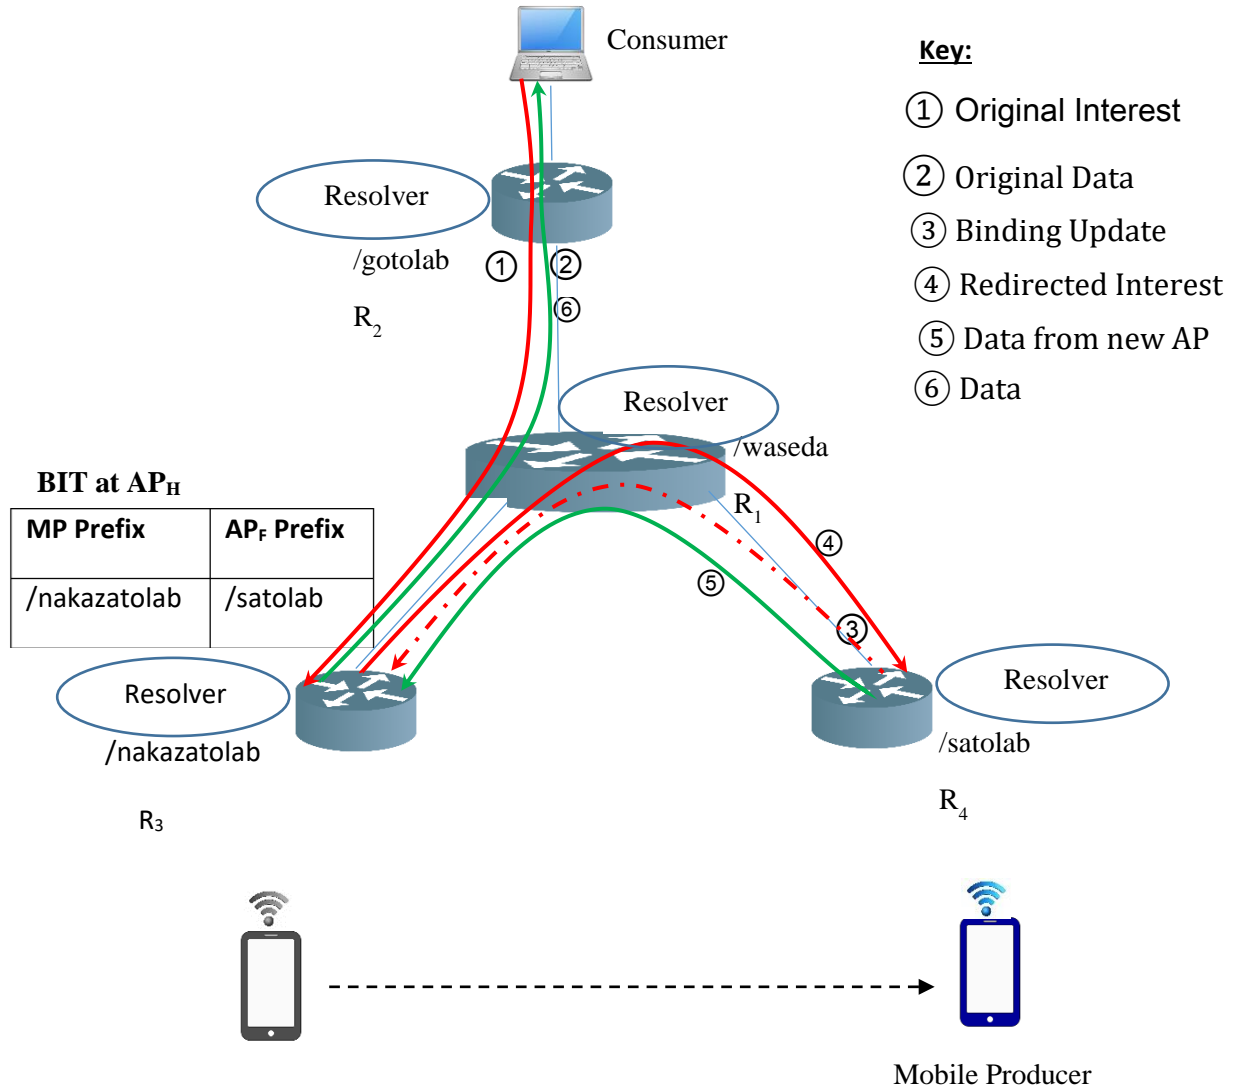 Consumer
Key:
① Original Interest
② Original Data
③ Binding Update
④ Redirected Interest
⑤ Data from new AP
⑥ Data
Resolver
/gotolab
R2
①
②
⑥
Resolver
/waseda
R1
BIT at APH
MP Prefix
APF Prefix
/nakazatolab
/satolab
④
⑤
③
Resolver
/nakazatolab
R3
Resolver
/satolab
R4
Mobile Producer